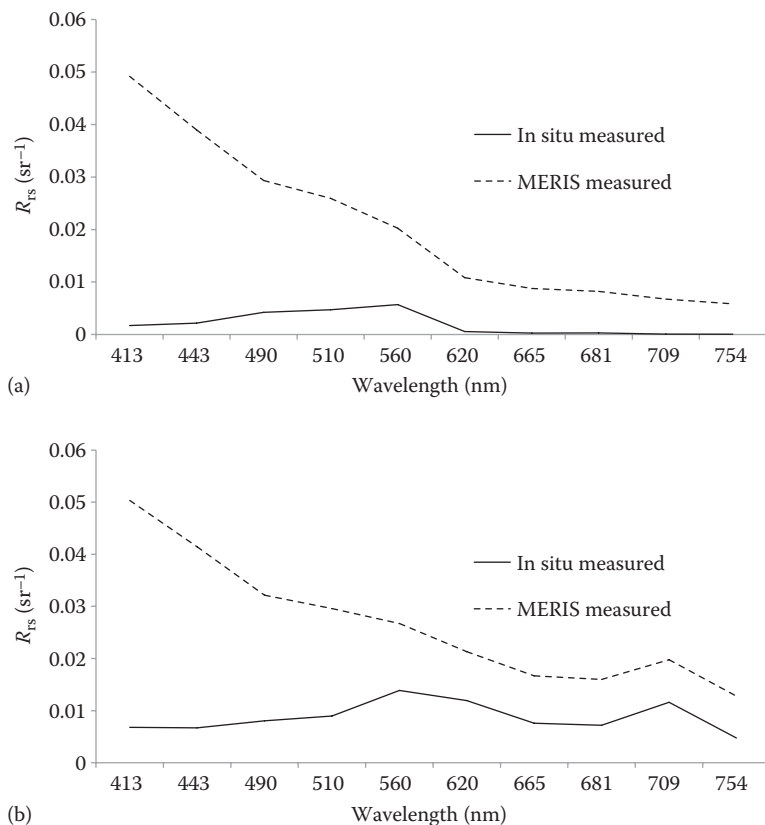 0.06
0.05
0.04
0.03
0.02
0.01
0
Rrs (sr−1)
In situ measured
MERIS measured
413 443 490 510 560 620 665 681 709 754
(a)
Wavelength (nm)
0.06
0.05
0.04
0.03
0.02
0.01
0
Rrs (sr−1)
In situ measured
MERIS measured
413 443 490 510 560 620 665 681 709 754
(b)
Wavelength (nm)